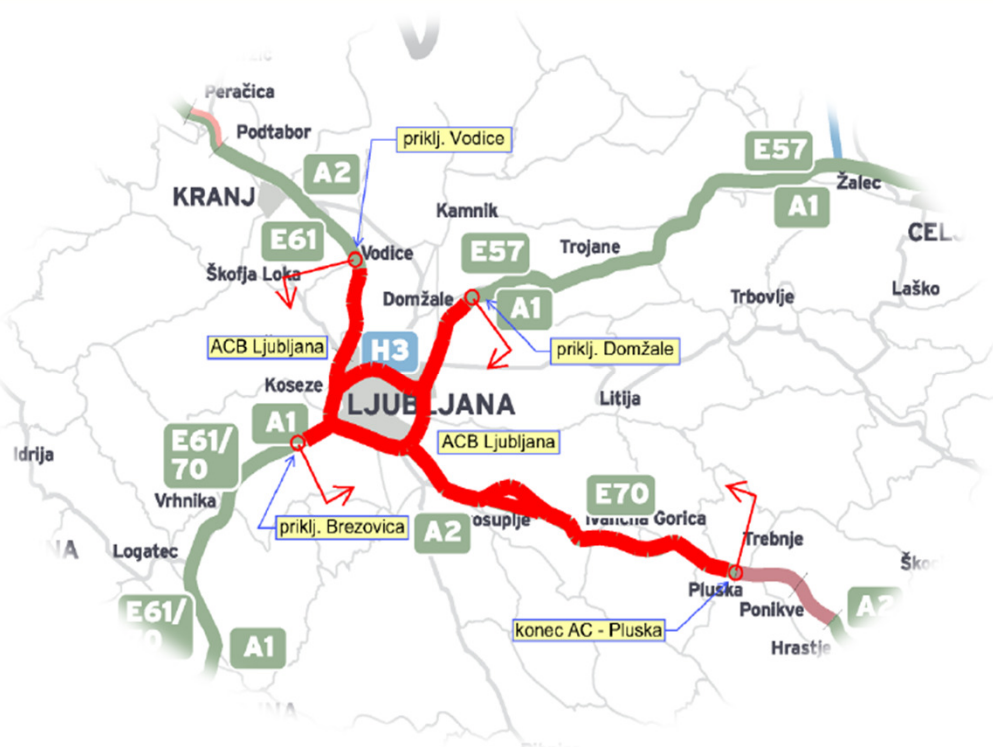 Peračica
Podtabor
priklj. Vodice
E57
A2
Žalec
KRANJ
A1
Kamnik
E61
Vodice
E57
Trojane
Škofja Loka
Domžale
A1
Trbovlje
Laško
ACB Ljubljana
H3
priklj. Domžale
Koseze
LJUBLJANA
Litija
A1
E61/
70
ACB Ljubljana
Vrhnika
E70
priklj. Brezovica
A2
Ivančna Gorica
Logatec
Trebnje
Pluška
Ponikve
E61/
A1
konec AC - Pluska
Hrastje